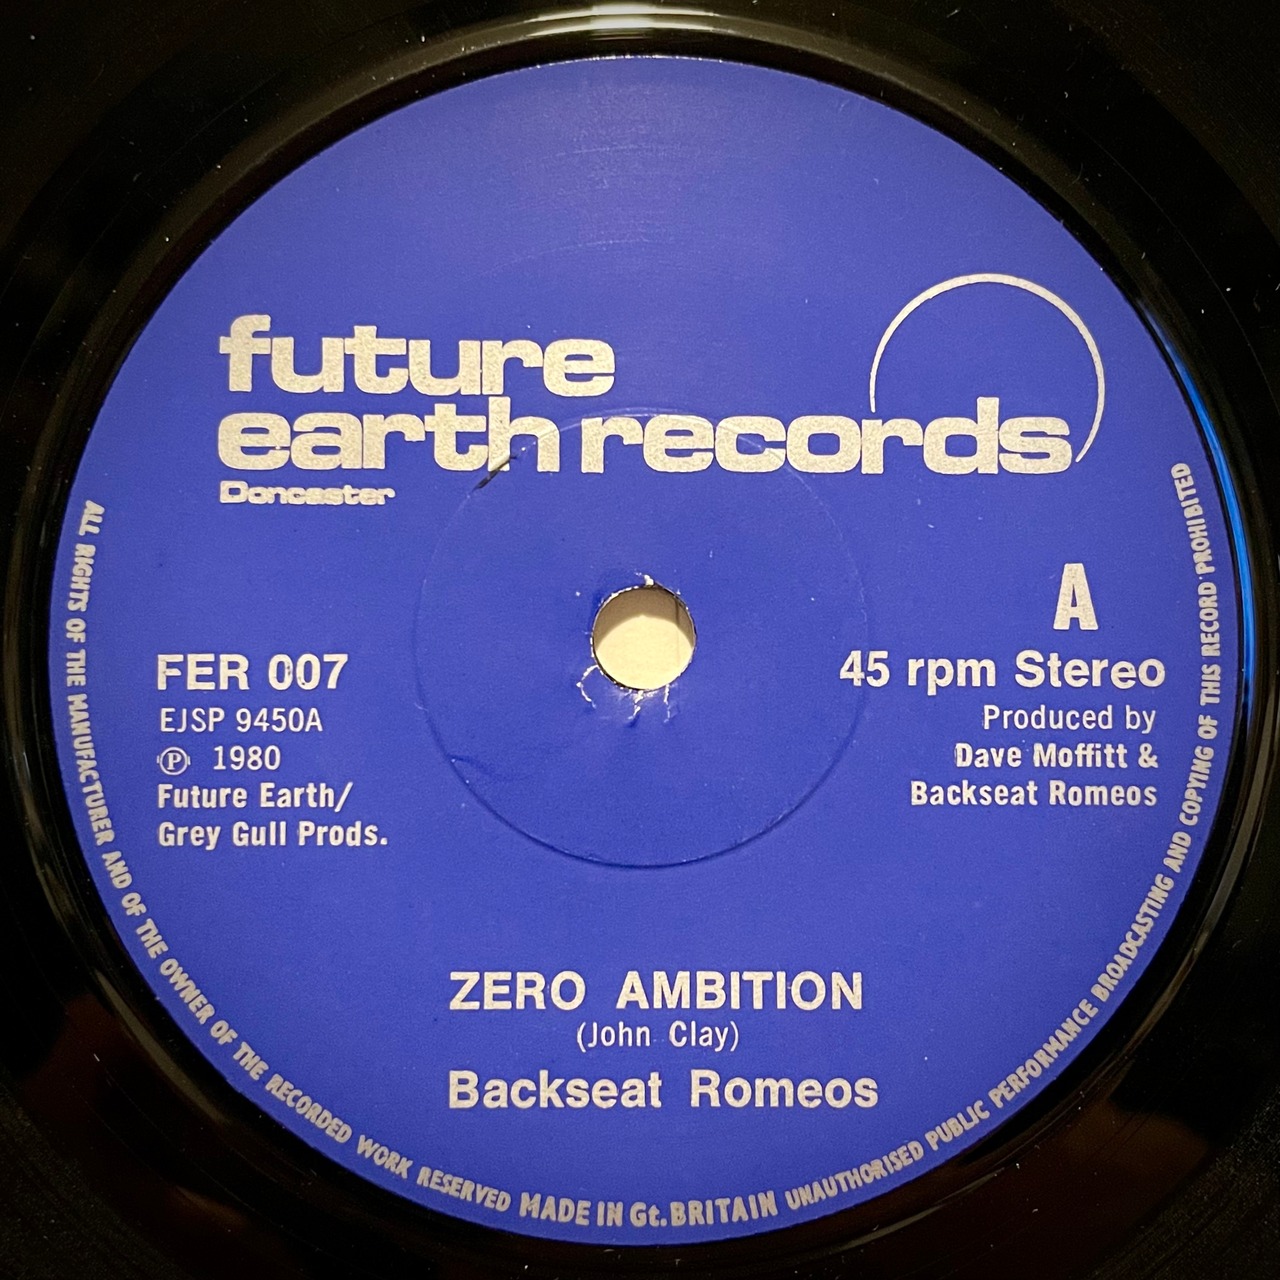 future
earth records
Doncaster
A
FER 007
EJSP 9450A
Ⓟ 1980
Future Earth/
Grey Gull Prods.
45 rpm Stereo
Produced by
Dave Moffitt &
Backseat Romeos
ZERO AMBITION
(John Clay)
Backseat Romeos
ALL RIGHTS OF THE MANUFACTURER AND OF THE OWNER OF THE RECORDED WORK RESERVED MADE IN Gt. BRITAIN UNAUTHORISED PUBLIC PERFORMANCE BROADCASTING AND COPYING OF THIS RECORD PROHIBITED